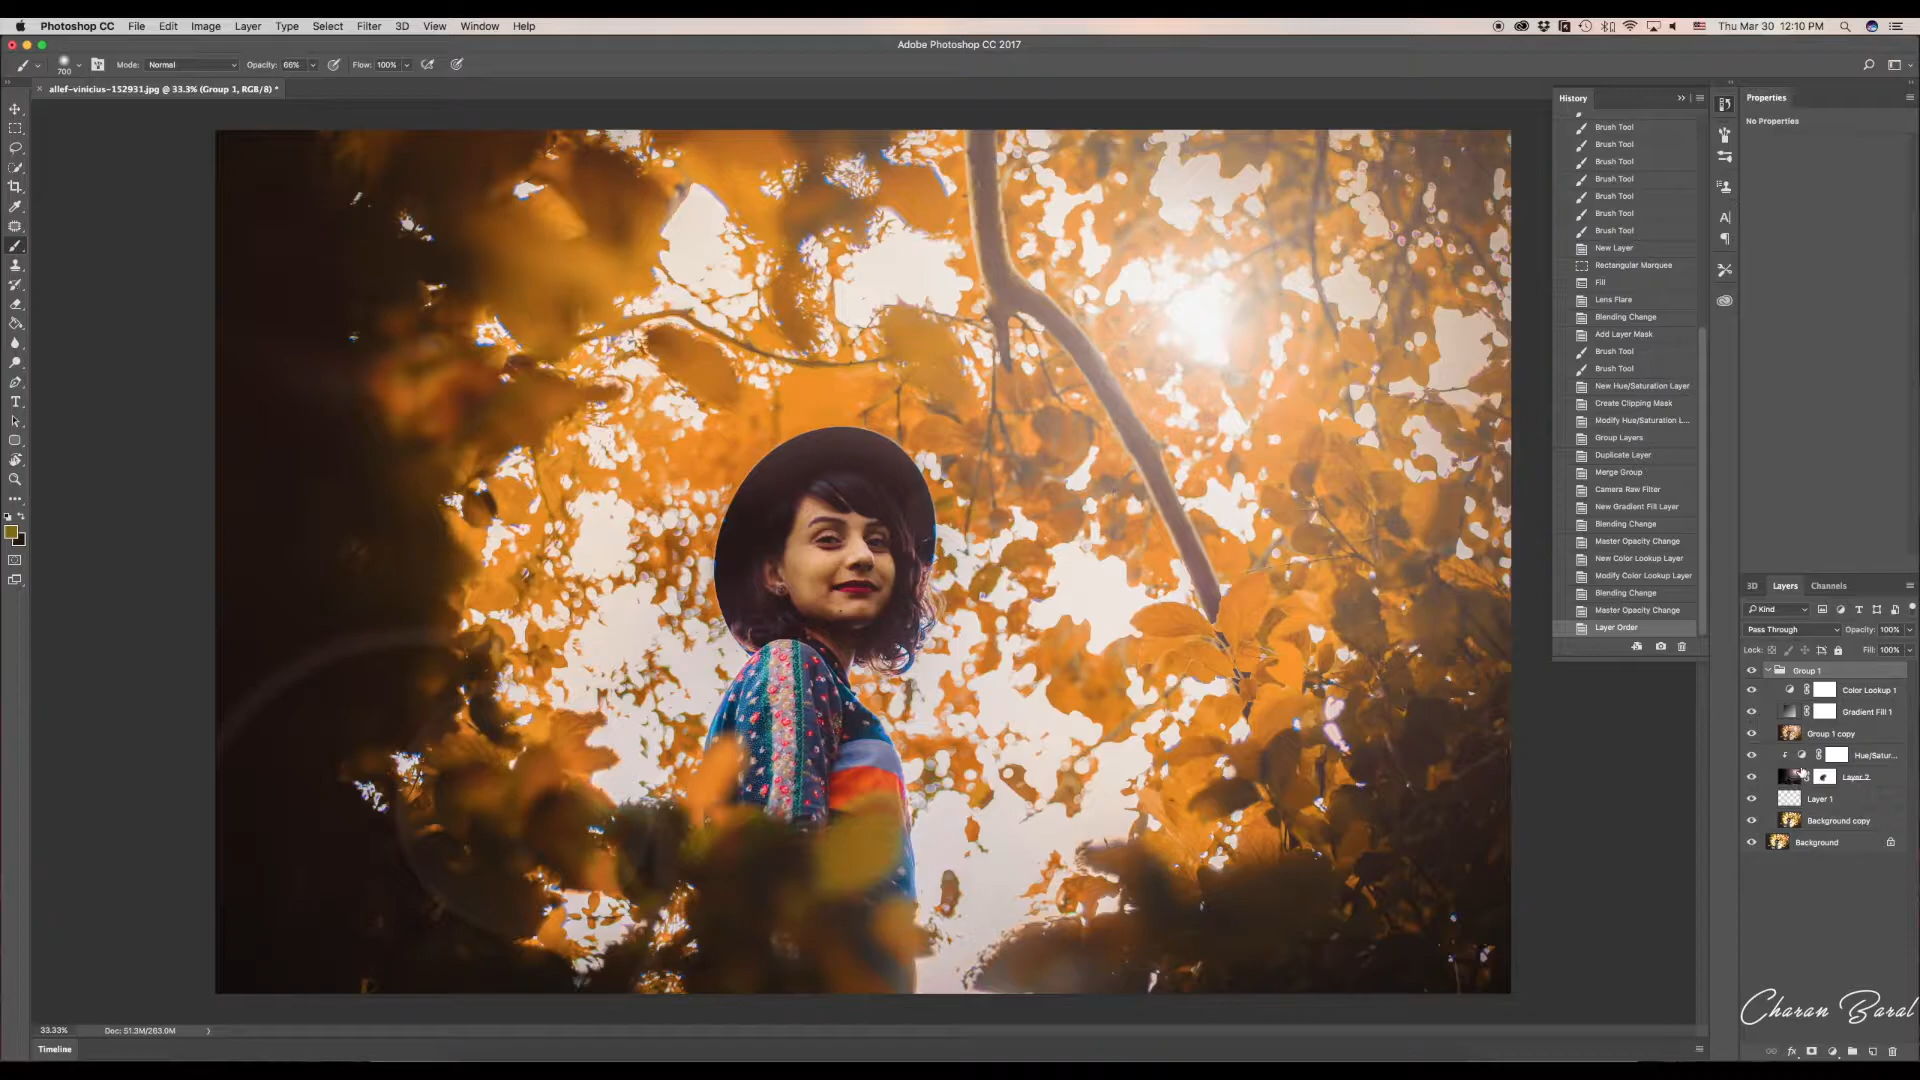 Photoshop CC File Edit Image Layer Type Select Filter 3D View Window Help Thu Mar 30 12:10 PM
Adobe Photoshop CC 2017
700 Mode: Normal Opacity: 66% Flow: 100%
allef-vinicius-152931.jpg @ 33.3% (Group 1, RGB/8) *
History
Brush Tool
Brush Tool
Brush Tool
Brush Tool
Brush Tool
Brush Tool
Brush Tool
New Layer
Rectangular Marquee
Fill
Lens Flare
Blending Change
Add Layer Mask
Brush Tool
Brush Tool
New Hue/Saturation Layer
Create Clipping Mask
Modify Hue/Saturation L...
Group Layers
Duplicate Layer
Merge Group
Camera Raw Filter
New Gradient Fill Layer
Blending Change
Master Opacity Change
New Color Lookup Layer
Modify Color Lookup Layer
Blending Change
Master Opacity Change
Layer Order
Properties
No Properties
3D Layers Channels
Kind
Pass Through Opacity: 100%
Lock: Fill: 100%
Group 1
Color Lookup 1
Gradient Fill 1
Group 1 copy
Hue/Satur...
Layer 2
Layer 1
Background copy
Background
Charan Baral
33.33% Doc: 51.3M/263.0M
Timeline
fx